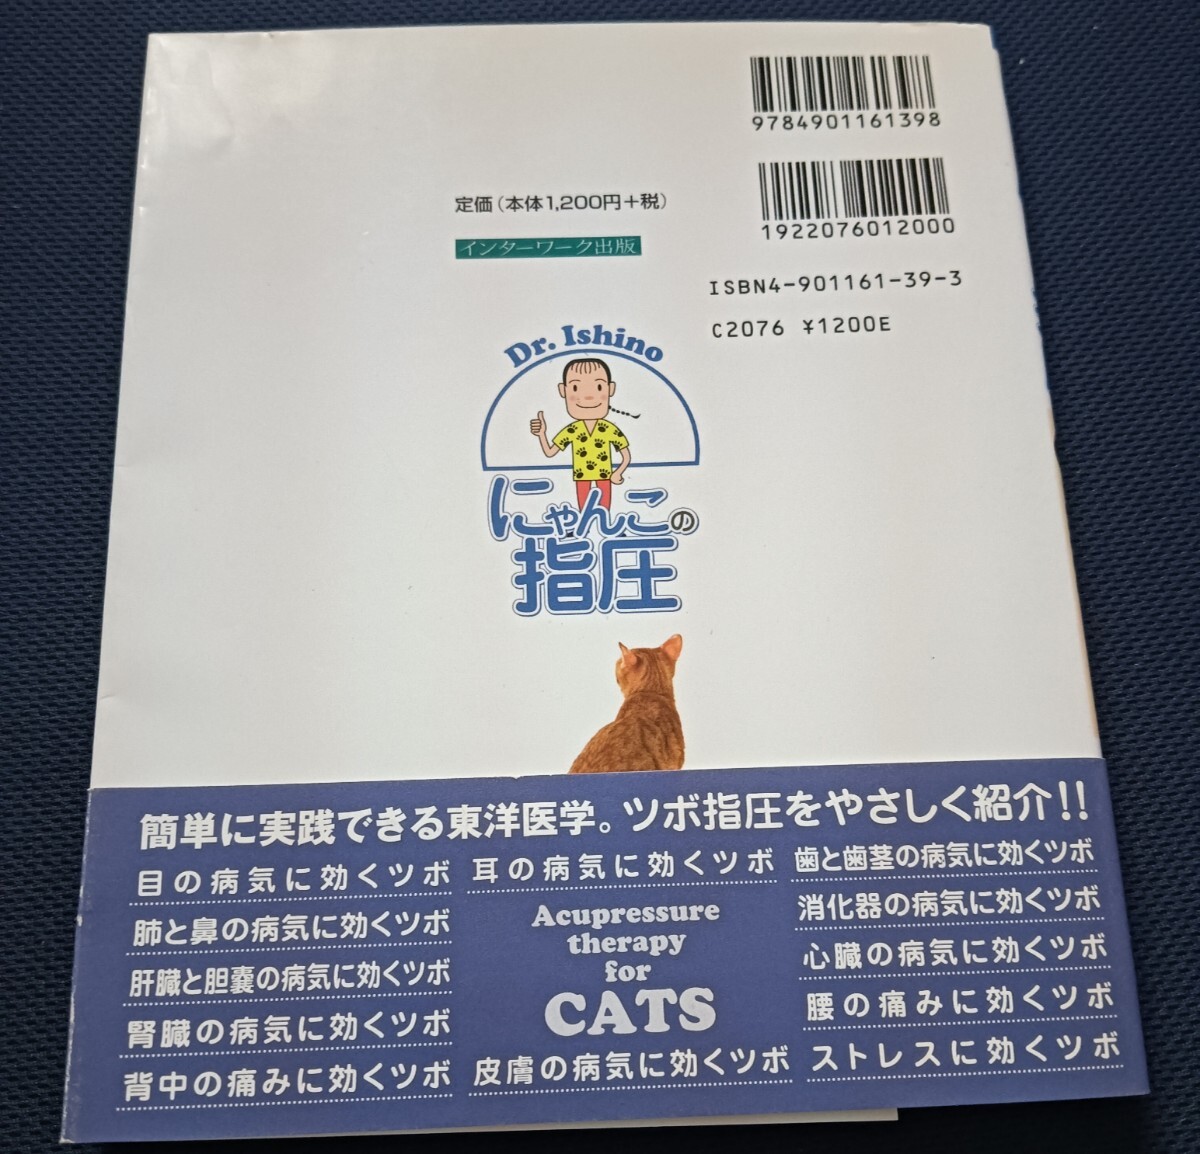 9784901161398
1922076012000
定価（本体1,200円＋税）
インターワーク出版
ISBN4-901161-39-3
C2076 ¥1200E
Dr. Ishino
にゃんこの
指圧
簡単に実践できる東洋医学。ツボ指圧をやさしく紹介!!
目の病気に効くツボ
肺と鼻の病気に効くツボ
肝臓と胆嚢の病気に効くツボ
腎臓の病気に効くツボ
背中の痛みに効くツボ
耳の病気に効くツボ
Acupressure
therapy
for
CATS
皮膚の病気に効くツボ
歯と歯茎の病気に効くツボ
消化器の病気に効くツボ
心臓の病気に効くツボ
腰の痛みに効くツボ
ストレスに効くツボ